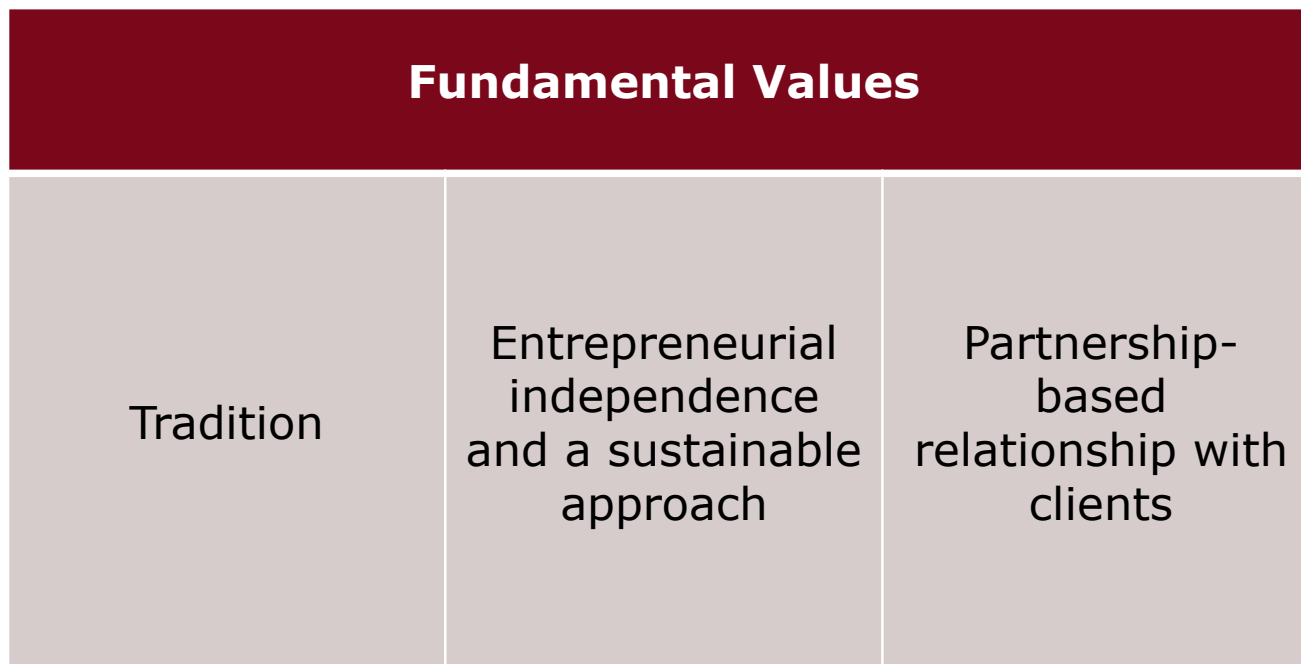 Fundamental Values
Tradition
Entrepreneurial
independence
and a sustainable
approach
Partnership-
based
relationship with
clients